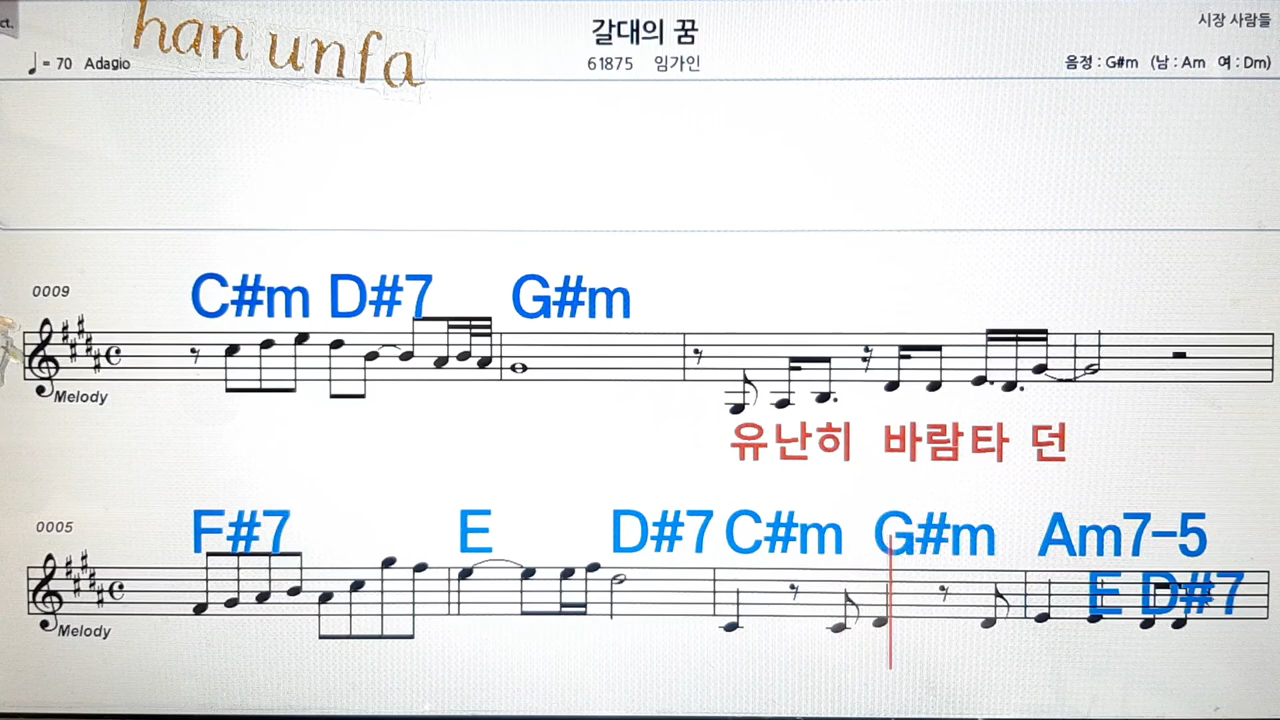 ct.
han unfa
갈대의 꿈
시장 사람들
= 70 Adagio
61875 임가인
음정 : G#m (남 : Am 여 : Dm)
0009
C#m D#7 G#m
Melody
유난히 바람타 던
0005
F#7 E D#7 C#m G#m Am7-5
E D#7
Melody